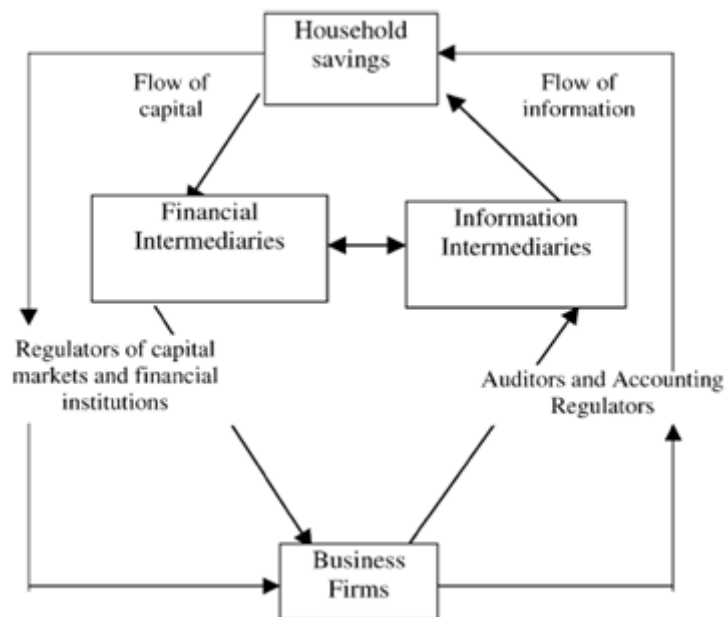 Household
savings
Flow of
capital
Flow of
information
Financial
Intermediaries
Information
Intermediaries
Regulators of capital
markets and financial
institutions
Auditors and Accounting
Regulators
Business
Firms